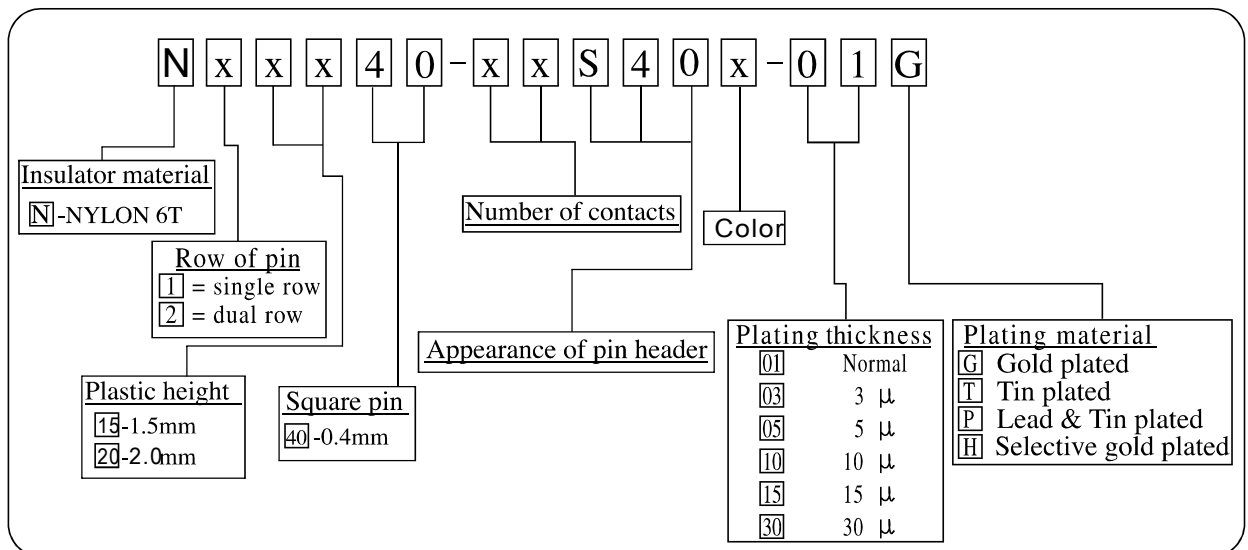 N x x x 4 0 - x x S 4 0 x - 0 1 G
Insulator material
N -NYLON 6T
Row of pin
1 = single row
2 = dual row
Plastic height
15-1.5mm
20-2.0mm
Square pin
40 -0.4mm
Number of contacts
Appearance of pin header
Color
Plating thickness
01 Normal
03 3 μ
05 5 μ
10 10 μ
15 15 μ
30 30 μ
Plating material
G Gold plated
T Tin plated
P Lead & Tin plated
H Selective gold plated